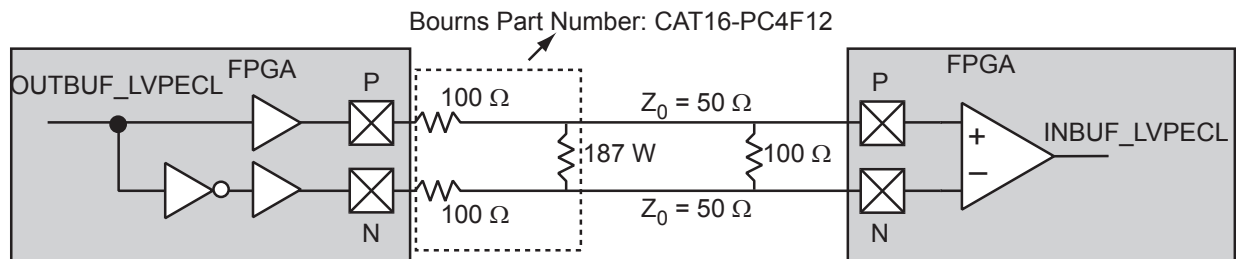 Bourns Part Number: CAT16-PC4F12
OUTBUF_LVPECL
FPGA
P
100 Ω
Z0 = 50 Ω
187 W
100 Ω
100 Ω
Z0 = 50 Ω
N
FPGA
P
+
−
INBUF_LVPECL
N